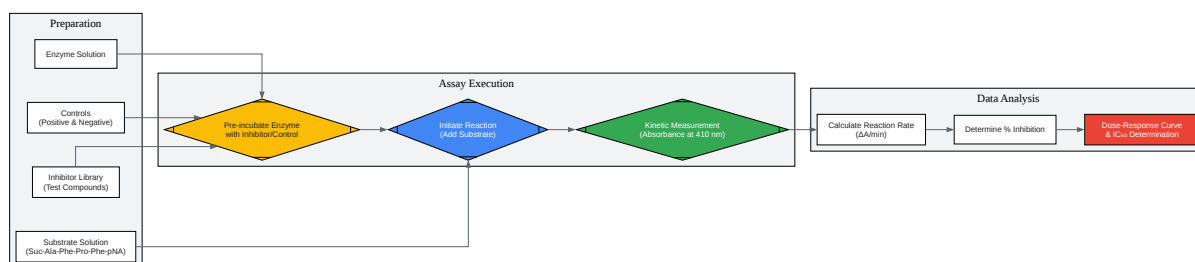 Preparation
Enzyme Solution
Controls
(Positive & Negative)
Inhibitor Library
(Test Compounds)
Substrate Solution
(Suc-Ala-Phe-Pro-Phe-pNA)
Assay Execution
Pre-incubate Enzyme
with Inhibitor/Control
Initiate Reaction
(Add Substrate)
Kinetic Measurement
(Absorbance at 410 nm)
Data Analysis
Calculate Reaction Rate
(ΔA/min)
Determine % Inhibition
Dose-Response Curve
& IC₅₀ Determination